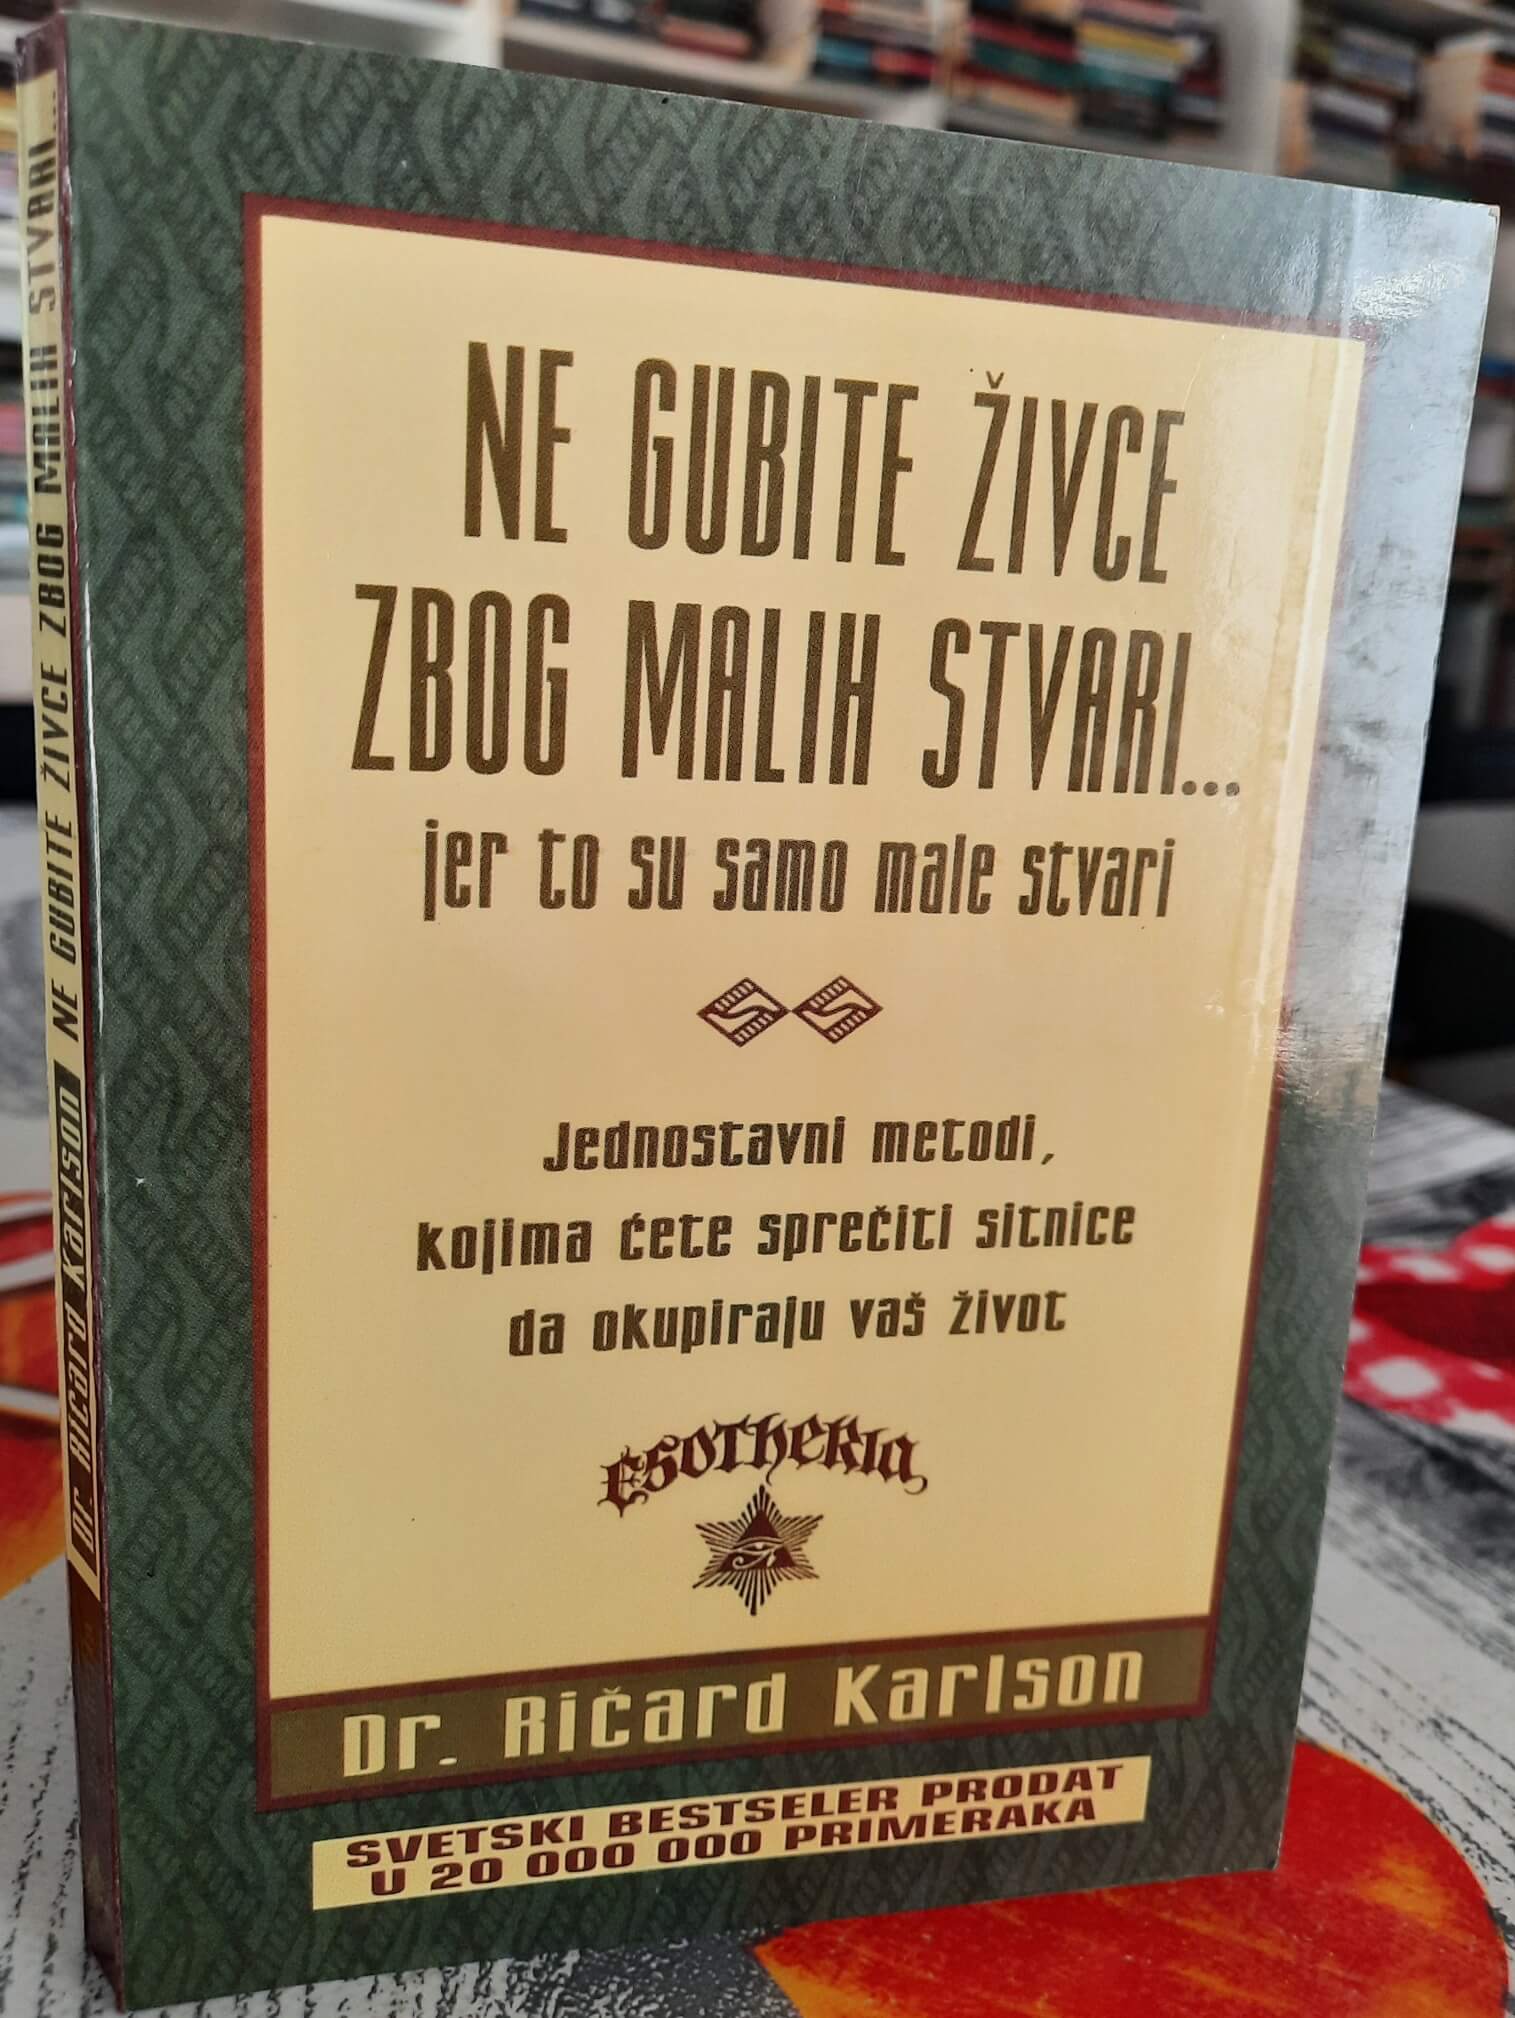 NE GUBITE ŽIVCE
ZBOG MALIH STVARI...
jer to su samo male stvari
Jednostavni metodi,
kojima ćete sprečiti sitnice
da okupiraju vaš život
ESOTHERIA
Dr. Ričard Karlson
SVETSKI BESTSELER PRODAT
U 20 000 000 PRIMERAKA
Dr. Ričard Karlson NE GUBITE ŽIVCE ZBOG MALIH STVARI...